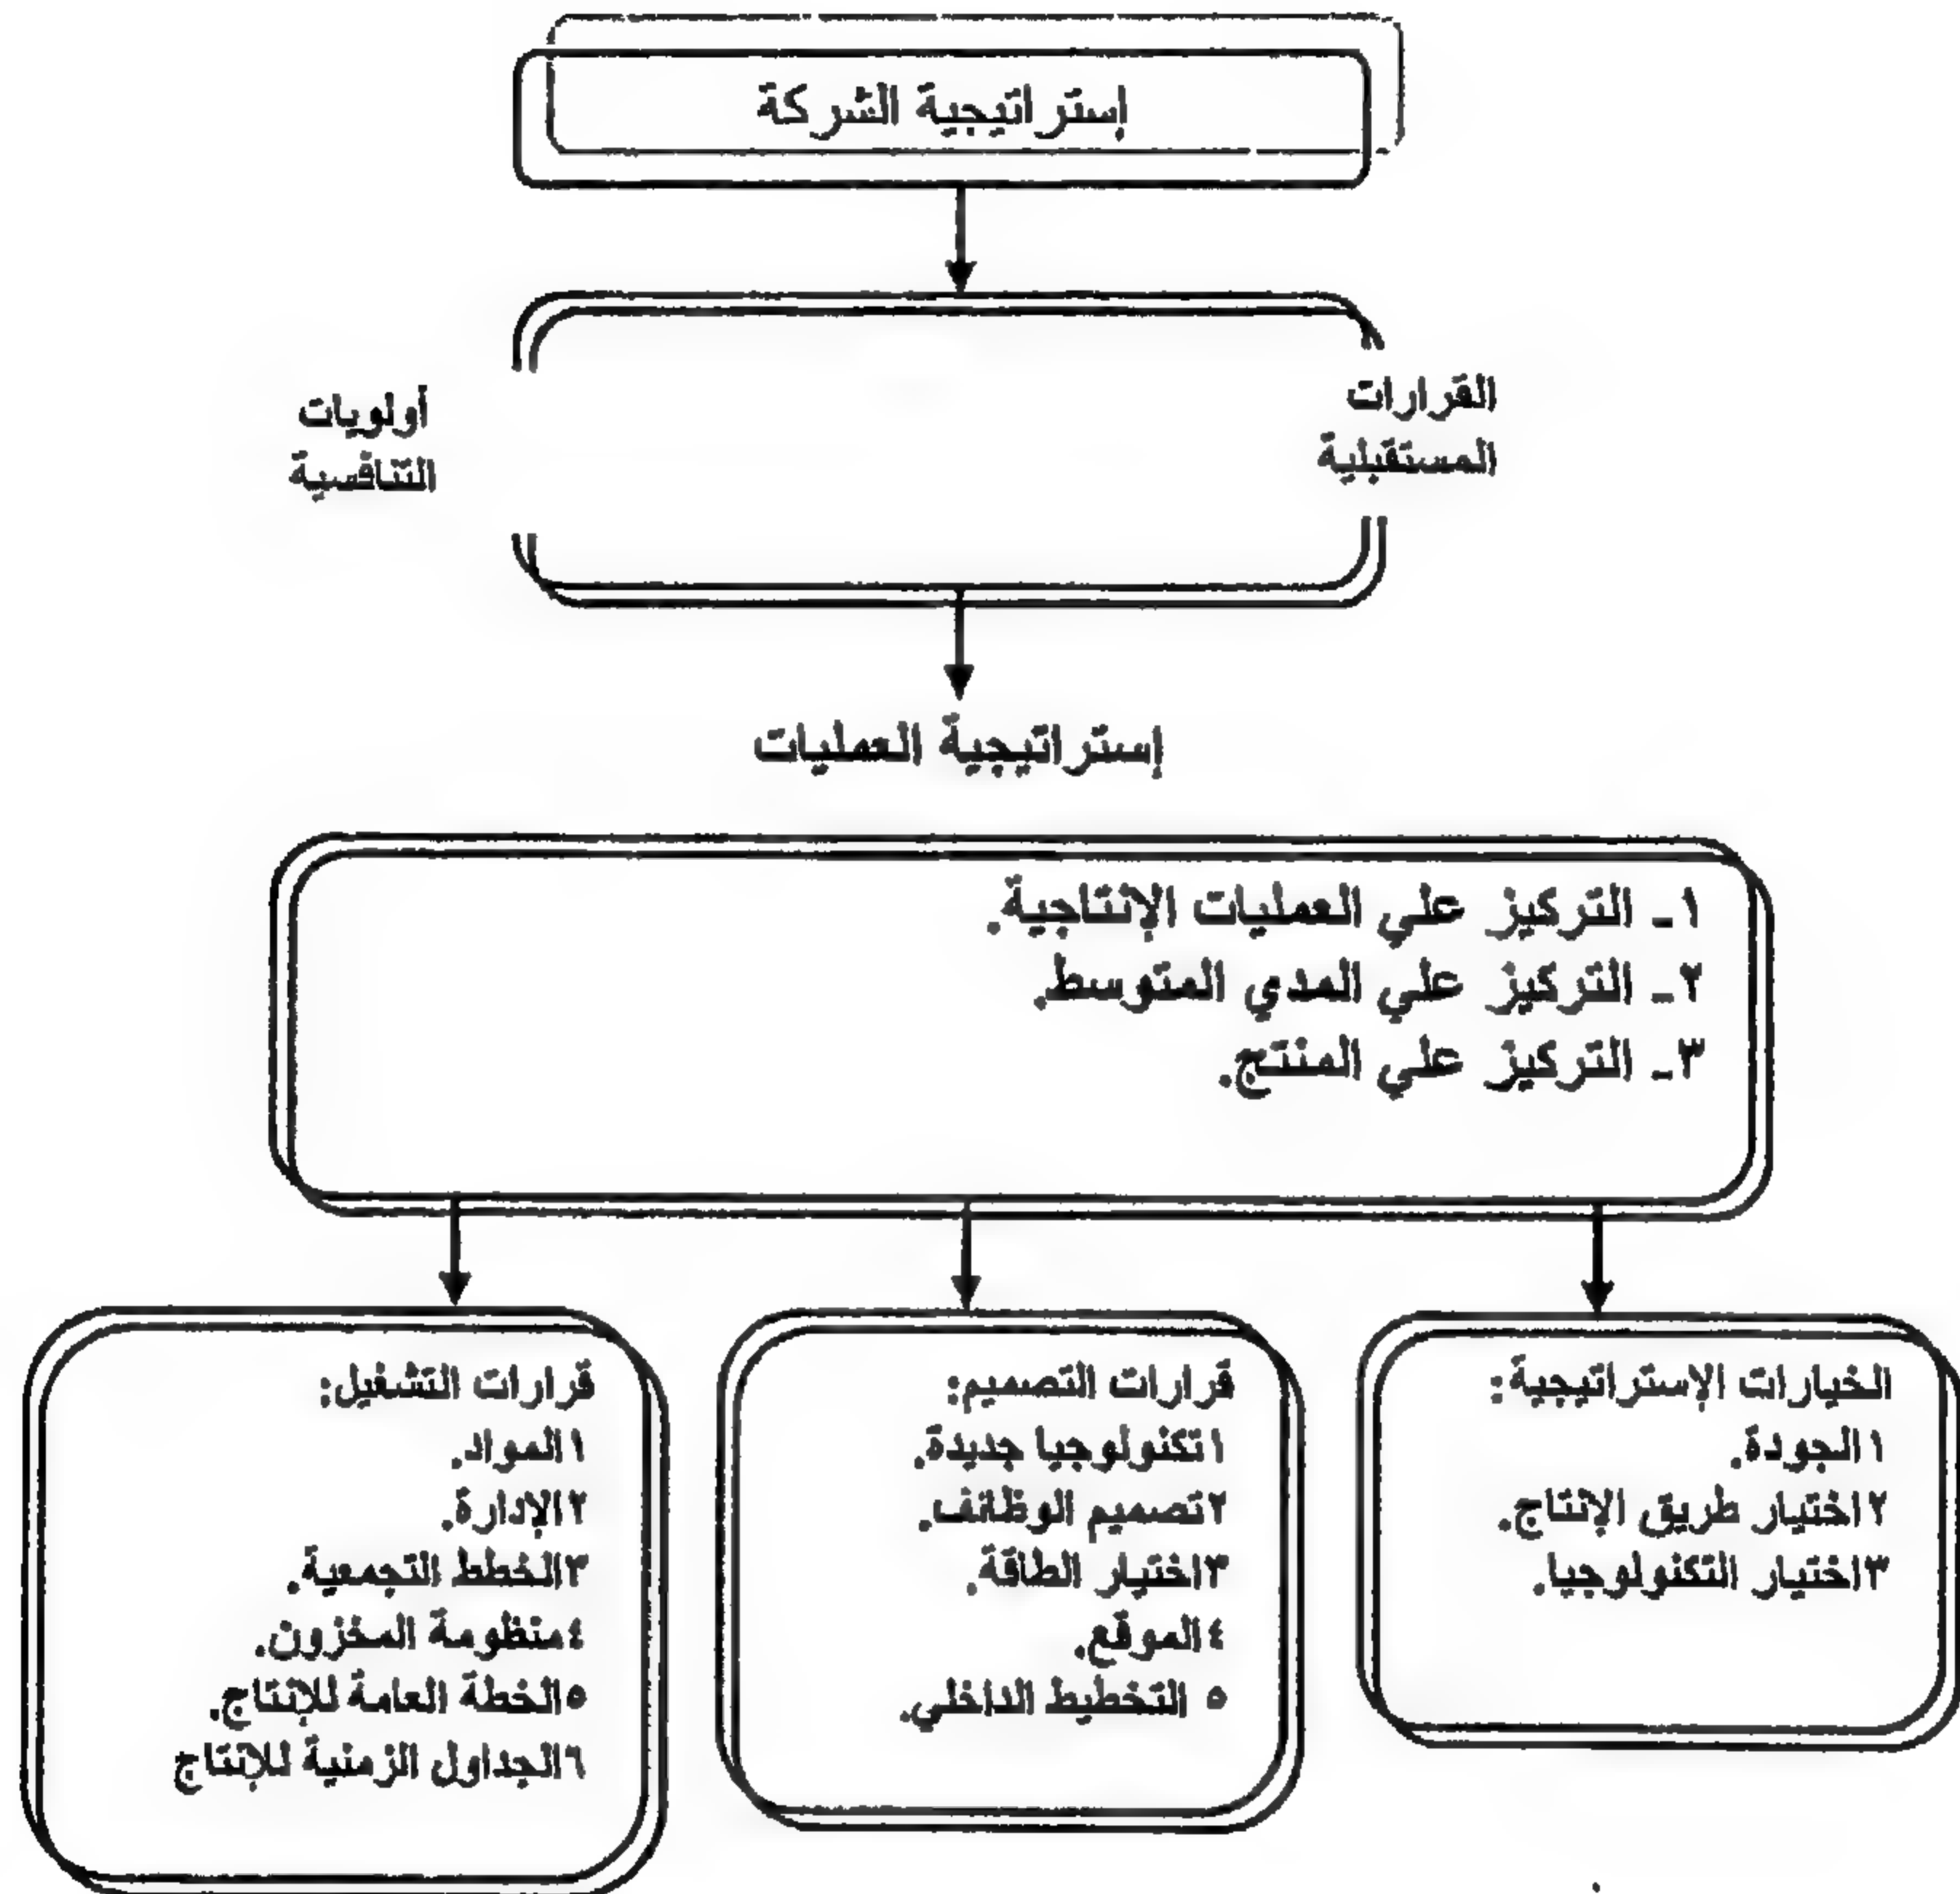 إستراتيجية الشركة
القرارات
المستقبلية
أولويات
التنافسية
إستراتيجية العمليات
١ـ التركيز علي العمليات الإنتاجية.
٢ـ التركيز علي المدي المتوسط.
٣ـ التركيز علي المنتج.
الخيارات الإستراتيجية:
١الجودة.
٢اختيار طريق الإنتاج.
٣اختيار التكنولوجيا.
قرارات التصميم:
١تكنولوجيا جديدة.
٢تصميم الوظائف.
٣اختيار الطاقة.
٤الموقع.
٥ التخطيط الداخلي.
قرارات التشغيل:
١المواد.
٢الإدارة.
٣الخطط التجمعية.
٤منظومة المخزون.
٥الخطة العامة للإنتاج.
٦الجداول الزمنية للإنتاج